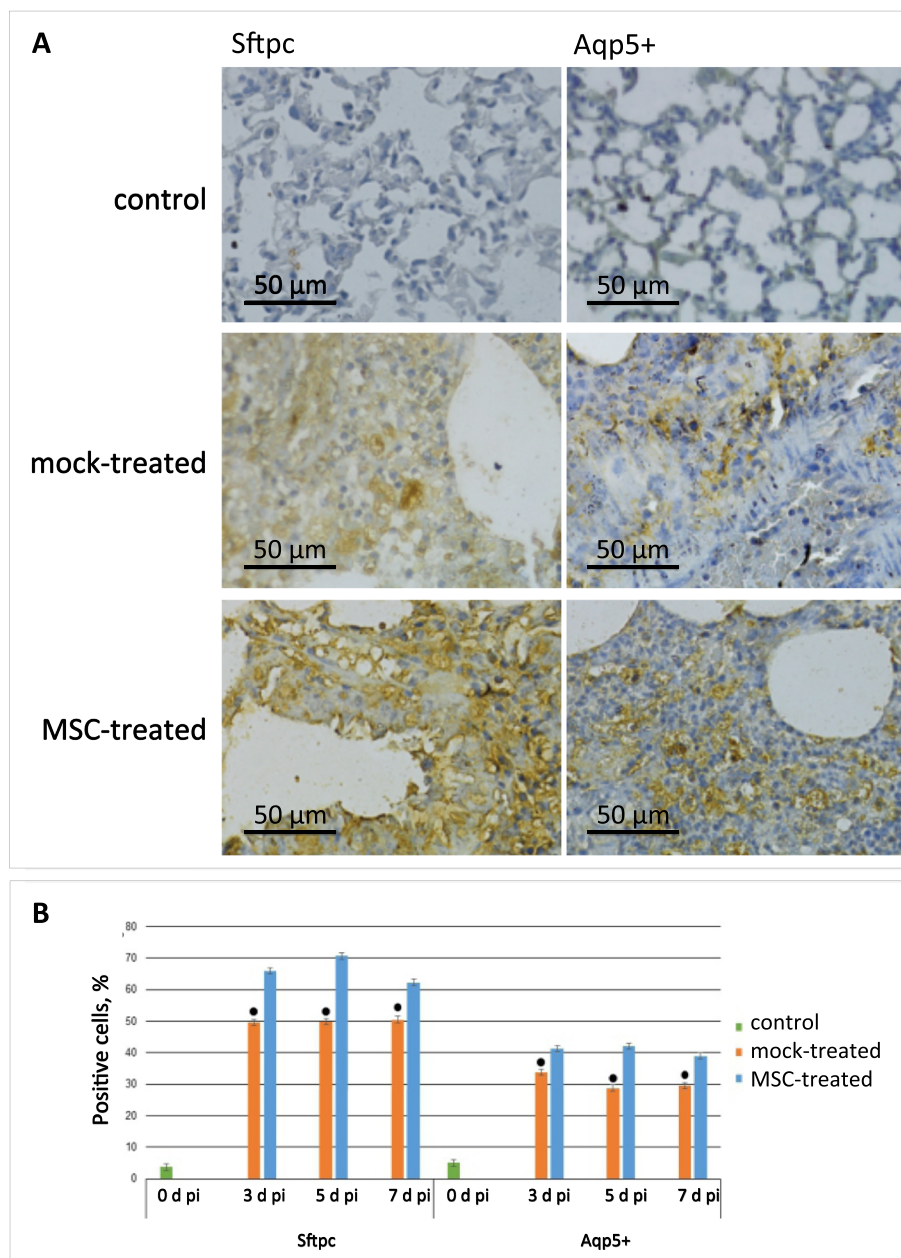 A
Sftpc
Aqp5+
control
50 µm
50 µm
mock-treated
50 µm
50 µm
MSC-treated
50 µm
50 µm
B
Positive cells, %
80
70
60
50
40
30
20
10
0
0 d pi
3 d pi
5 d pi
7 d pi
0 d pi
3 d pi
5 d pi
7 d pi
Sftpc
Aqp5+
control
mock-treated
MSC-treated